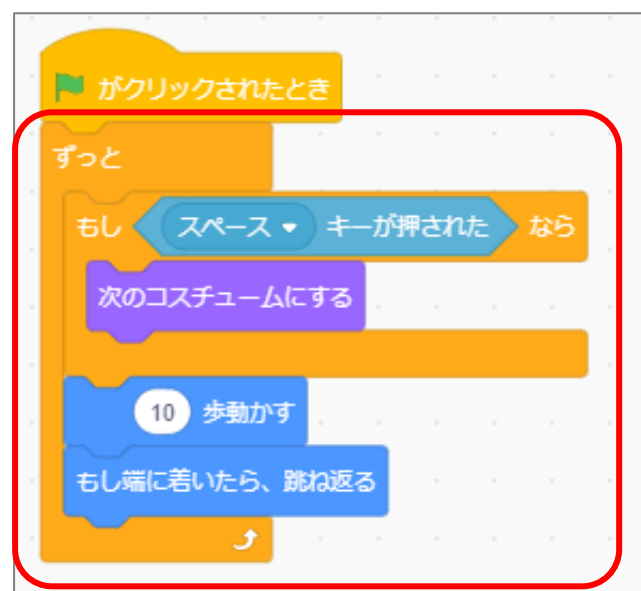 がクリックされたとき
ずっと
もし スペース キーが押された なら
次のコスチュームにする
10 歩動かす
もし端に着いたら、跳ね返る